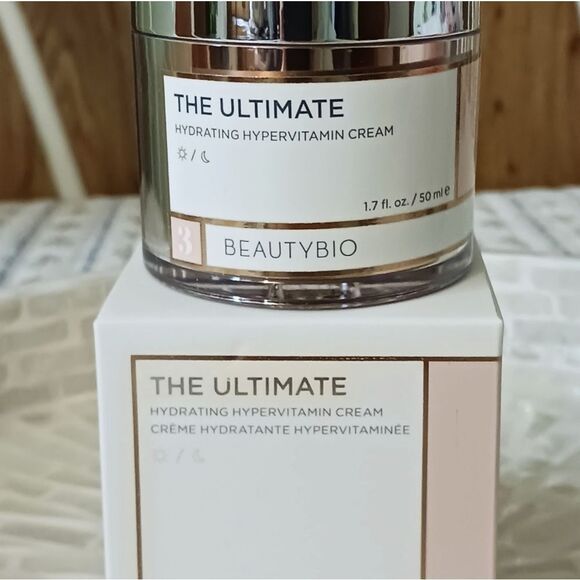 THE ULTIMATE
HYDRATING HYPERVITAMIN CREAM
1.7 fl. oz. / 50 ml e
3 BEAUTYBIO
THE ULTIMATE
HYDRATING HYPERVITAMIN CREAM
CRÈME HYDRATANTE HYPERVITAMINÉE